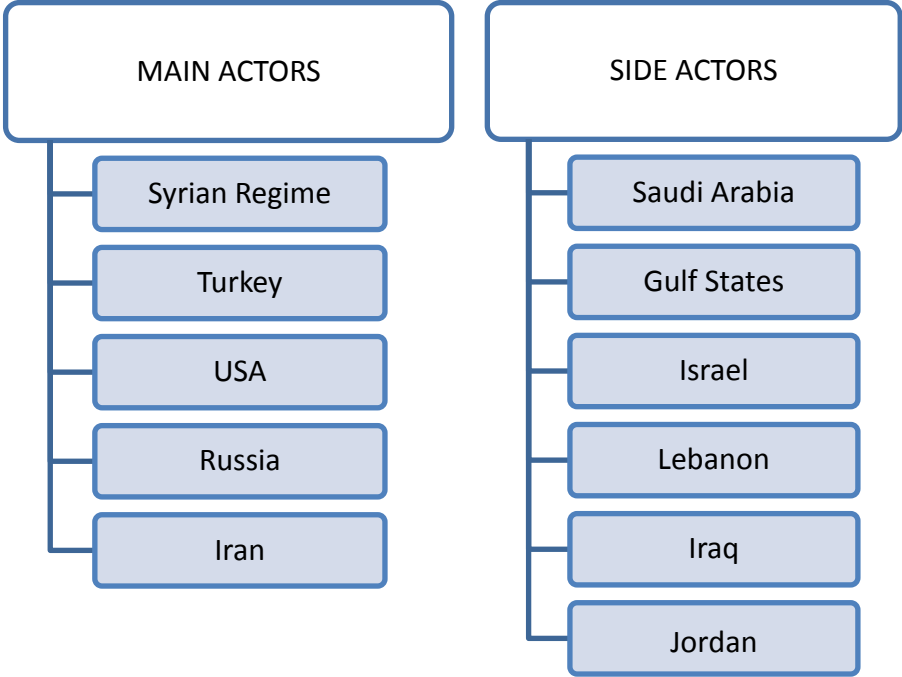 MAIN ACTORS
Syrian Regime
Turkey
USA
Russia
Iran
SIDE ACTORS
Saudi Arabia
Gulf States
Israel
Lebanon
Iraq
Jordan